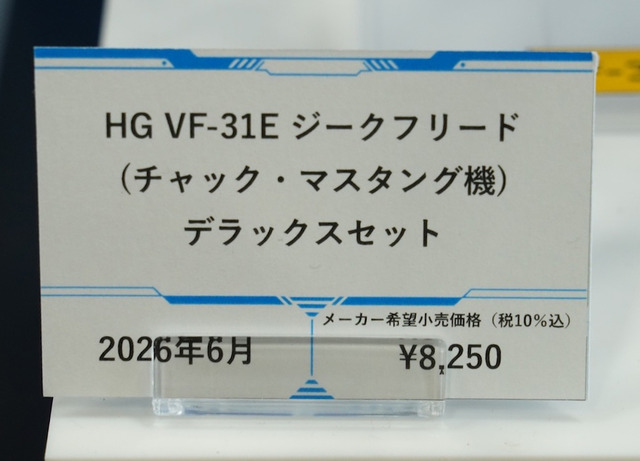 HG VF-31E ジークフリード
(チャック・マスタング機)
デラックスセット
メーカー希望小売価格（税10%込）
2026年6月
¥8,250